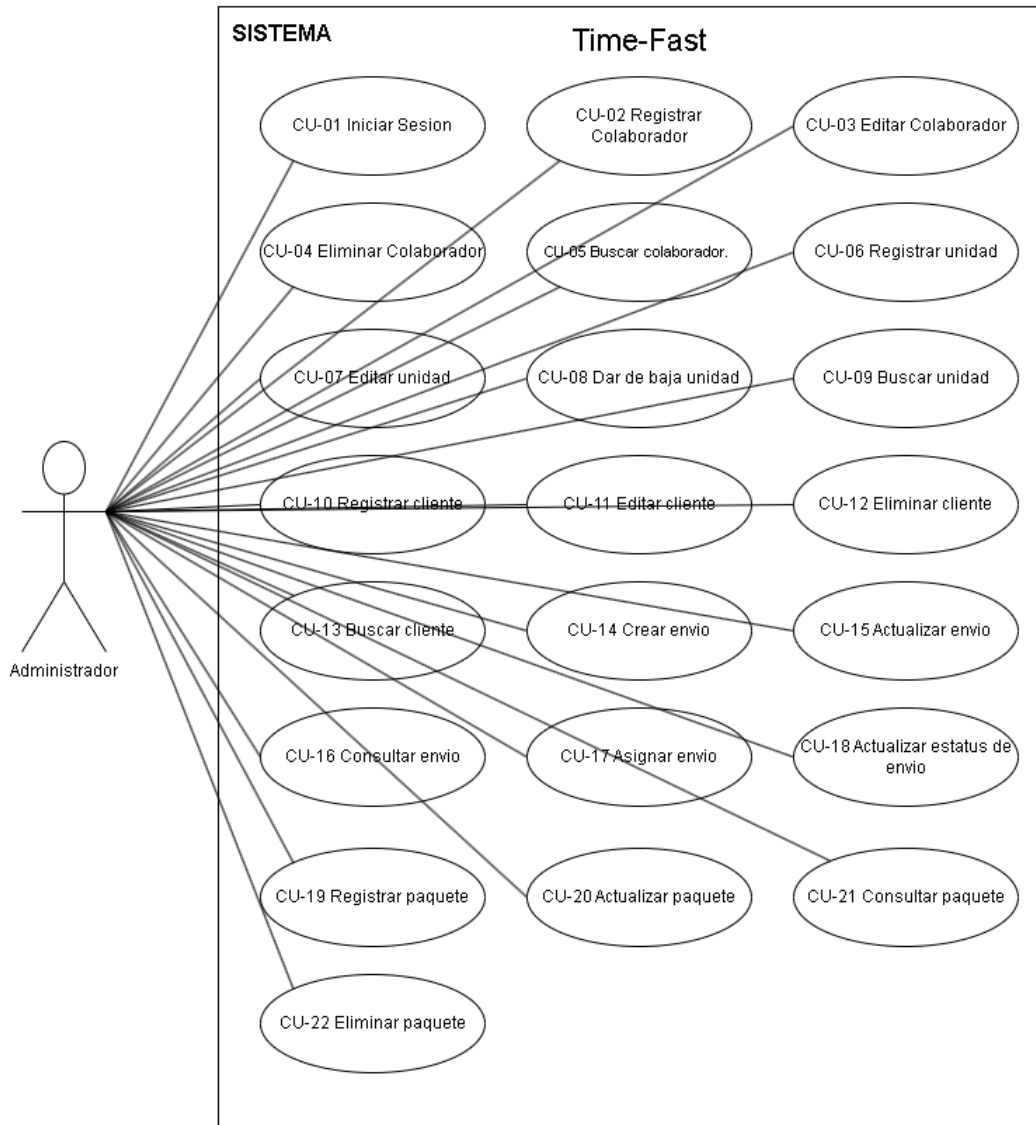 SISTEMA
Time-Fast
CU-01 Iniciar Sesion
CU-02 Registrar
Colaborador
CU-03 Editar Colaborador
CU-04 Eliminar Colaborador
CU-05 Buscar colaborador.
CU-06 Registrar unidad
CU-07 Editar unidad
CU-08 Dar de baja unidad
CU-09 Buscar unidad
CU-10 Registrar cliente
CU-11 Editar cliente
CU-12 Eliminar cliente
CU-13 Buscar cliente
CU-14 Crear envio
CU-15 Actualizar envio
Administrador
CU-16 Consultar envio
CU-17 Asignar envio
CU-18 Actualizar estatus de
envio
CU-19 Registrar paquete
CU-20 Actualizar paquete
CU-21 Consultar paquete
CU-22 Eliminar paquete